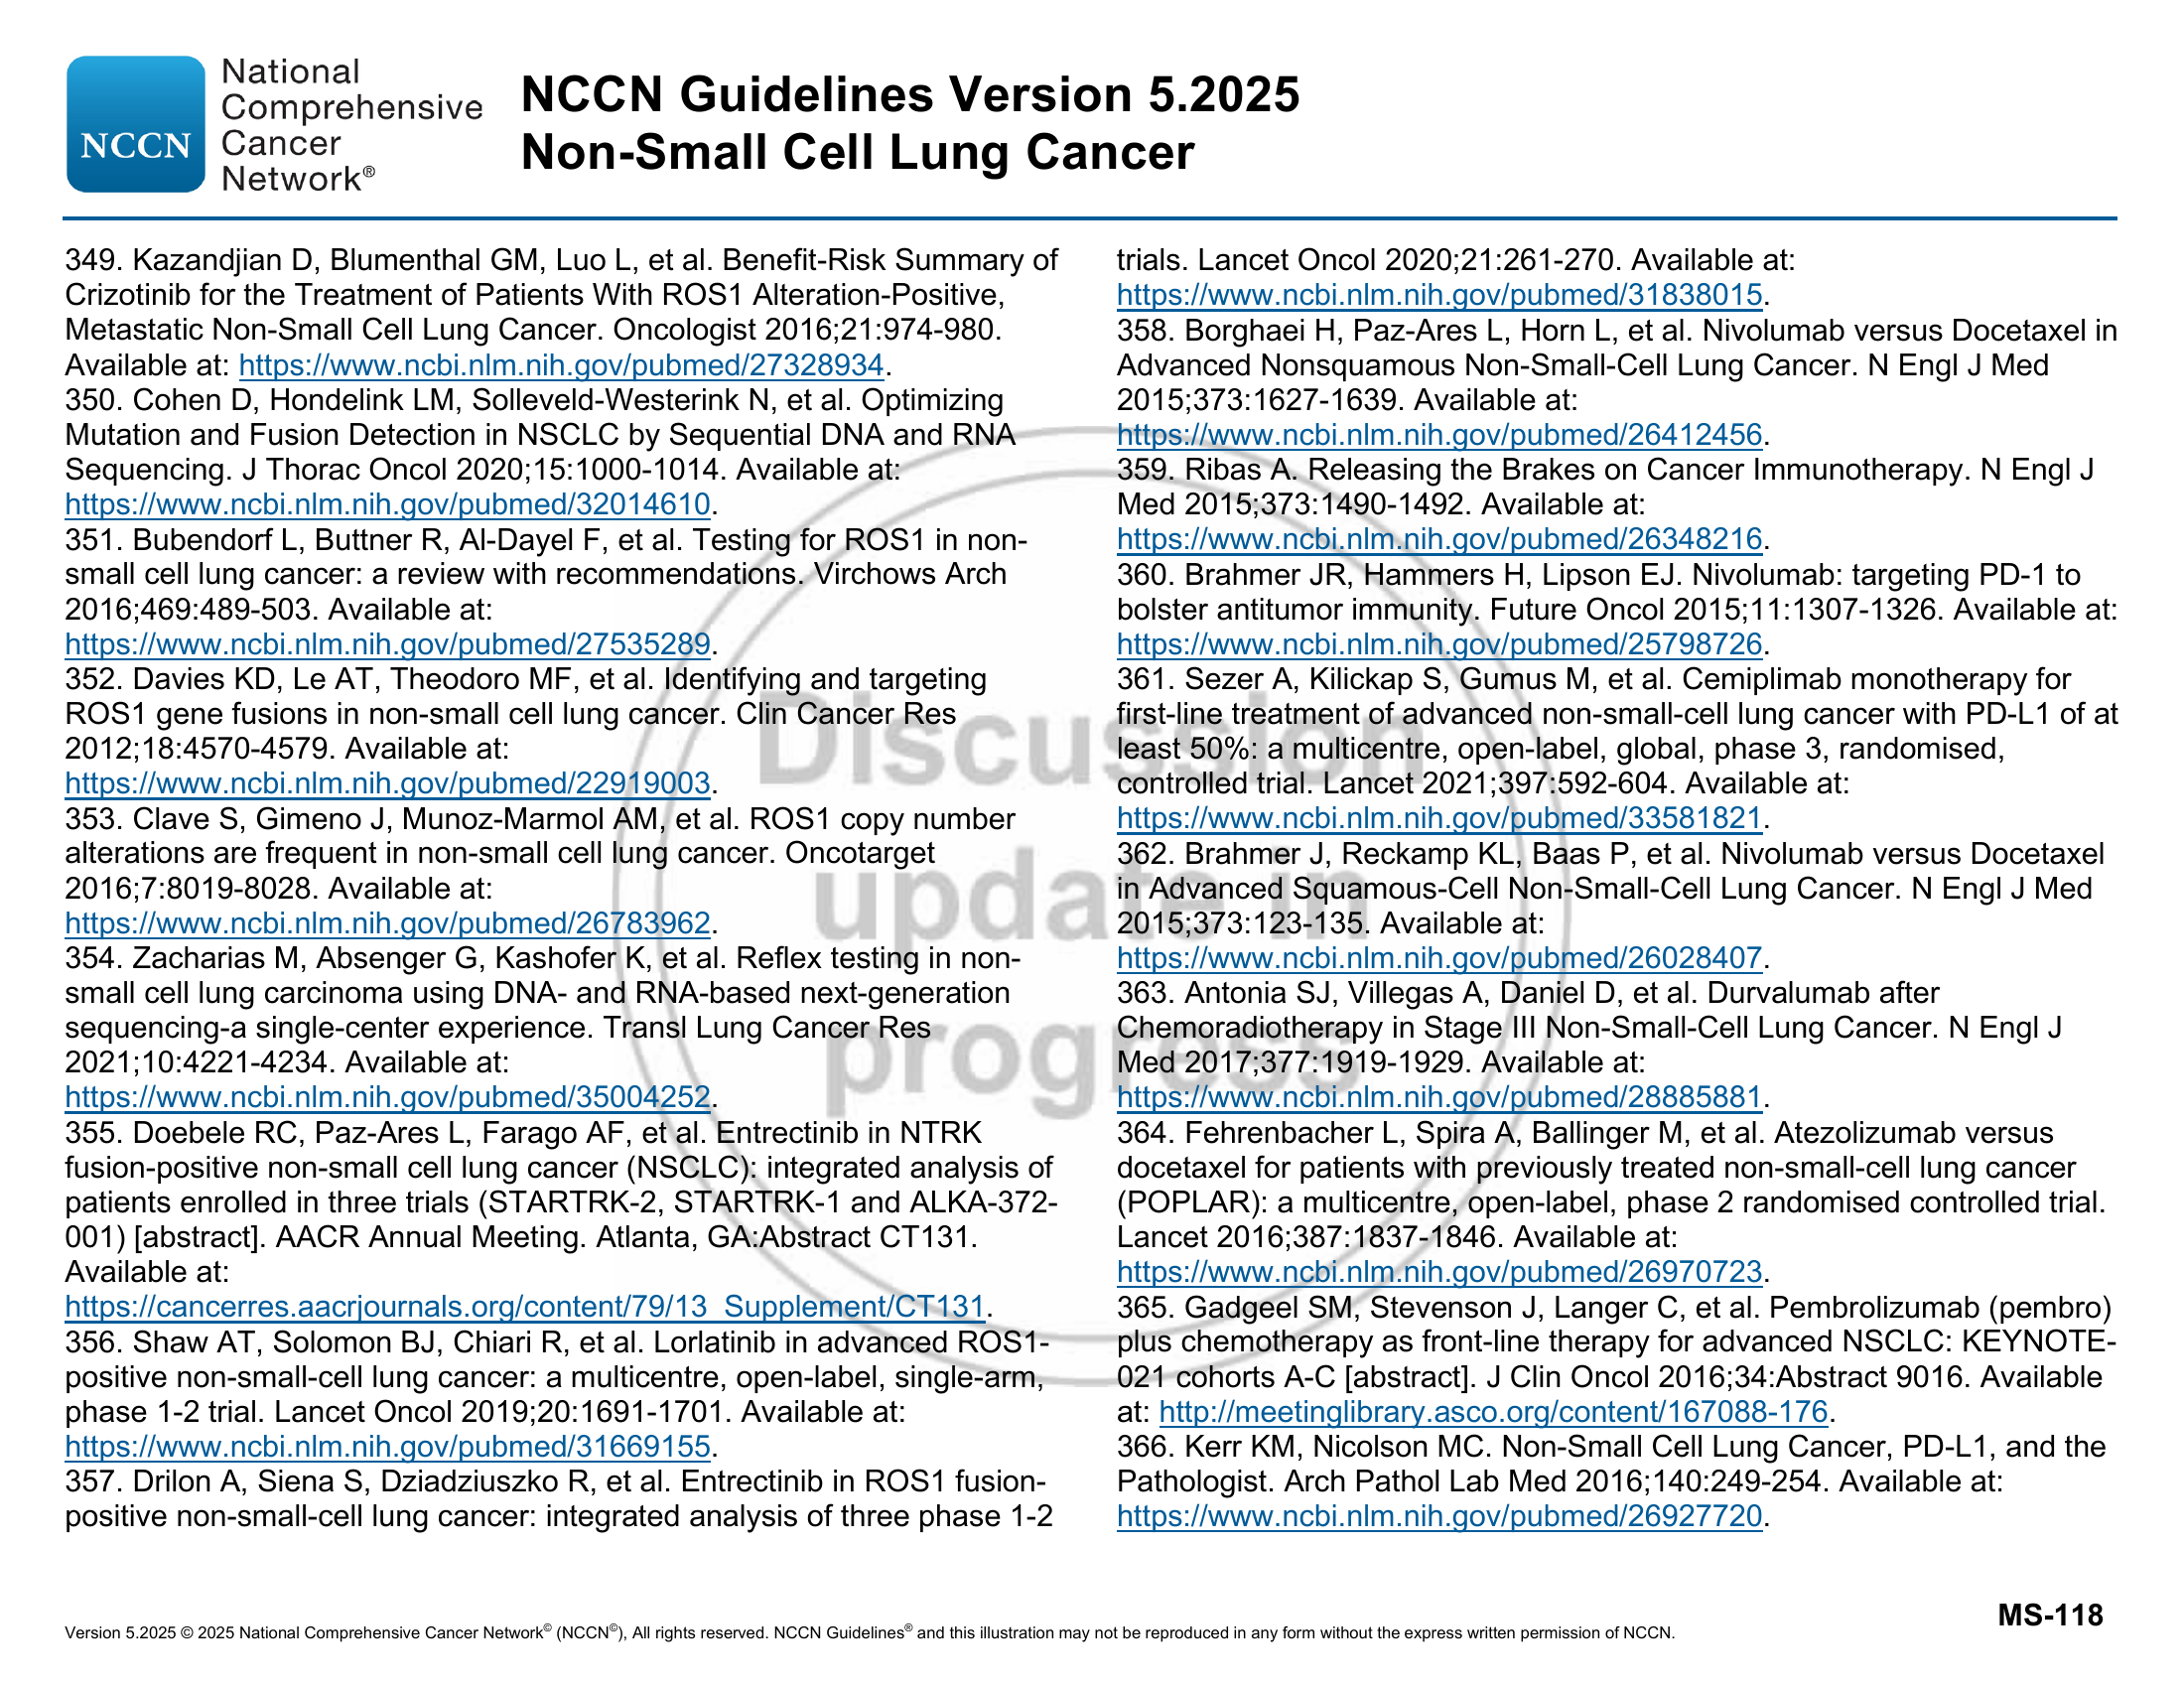 NCCN
National
Comprehensive
Cancer
Network®
NCCN Guidelines Version 5.2025
Non-Small Cell Lung Cancer
349. Kazandjian D, Blumenthal GM, Luo L, et al. Benefit-Risk Summary of
Crizotinib for the Treatment of Patients With ROS1 Alteration-Positive,
Metastatic Non-Small Cell Lung Cancer. Oncologist 2016;21:974-980.
Available at: https://www.ncbi.nlm.nih.gov/pubmed/27328934.
350. Cohen D, Hondelink LM, Solleveld-Westerink N, et al. Optimizing
Mutation and Fusion Detection in NSCLC by Sequential DNA and RNA
Sequencing. J Thorac Oncol 2020;15:1000-1014. Available at:
https://www.ncbi.nlm.nih.gov/pubmed/32014610.
351. Bubendorf L, Buttner R, Al-Dayel F, et al. Testing for ROS1 in non-
small cell lung cancer: a review with recommendations. Virchows Arch
2016;469:489-503. Available at:
https://www.ncbi.nlm.nih.gov/pubmed/27535289.
352. Davies KD, Le AT, Theodoro MF, et al. Identifying and targeting
ROS1 gene fusions in non-small cell lung cancer. Clin Cancer Res
2012;18:4570-4579. Available at:
https://www.ncbi.nlm.nih.gov/pubmed/22919003.
353. Clave S, Gimeno J, Munoz-Marmol AM, et al. ROS1 copy number
alterations are frequent in non-small cell lung cancer. Oncotarget
2016;7:8019-8028. Available at:
https://www.ncbi.nlm.nih.gov/pubmed/26783962.
354. Zacharias M, Absenger G, Kashofer K, et al. Reflex testing in non-
small cell lung carcinoma using DNA- and RNA-based next-generation
sequencing-a single-center experience. Transl Lung Cancer Res
2021;10:4221-4234. Available at:
https://www.ncbi.nlm.nih.gov/pubmed/35004252.
355. Doebele RC, Paz-Ares L, Farago AF, et al. Entrectinib in NTRK
fusion-positive non-small cell lung cancer (NSCLC): integrated analysis of
patients enrolled in three trials (STARTRK-2, STARTRK-1 and ALKA-372-
001) [abstract]. AACR Annual Meeting. Atlanta, GA:Abstract CT131.
Available at:
https://cancerres.aacrjournals.org/content/79/13_Supplement/CT131.
356. Shaw AT, Solomon BJ, Chiari R, et al. Lorlatinib in advanced ROS1-
positive non-small-cell lung cancer: a multicentre, open-label, single-arm,
phase 1-2 trial. Lancet Oncol 2019;20:1691-1701. Available at:
https://www.ncbi.nlm.nih.gov/pubmed/31669155.
357. Drilon A, Siena S, Dziadziuszko R, et al. Entrectinib in ROS1 fusion-
positive non-small-cell lung cancer: integrated analysis of three phase 1-2
trials. Lancet Oncol 2020;21:261-270. Available at:
https://www.ncbi.nlm.nih.gov/pubmed/31838015.
358. Borghaei H, Paz-Ares L, Horn L, et al. Nivolumab versus Docetaxel in
Advanced Nonsquamous Non-Small-Cell Lung Cancer. N Engl J Med
2015;373:1627-1639. Available at:
https://www.ncbi.nlm.nih.gov/pubmed/26412456.
359. Ribas A. Releasing the Brakes on Cancer Immunotherapy. N Engl J
Med 2015;373:1490-1492. Available at:
https://www.ncbi.nlm.nih.gov/pubmed/26348216.
360. Brahmer JR, Hammers H, Lipson EJ. Nivolumab: targeting PD-1 to
bolster antitumor immunity. Future Oncol 2015;11:1307-1326. Available at:
https://www.ncbi.nlm.nih.gov/pubmed/25798726.
361. Sezer A, Kilickap S, Gumus M, et al. Cemiplimab monotherapy for
first-line treatment of advanced non-small-cell lung cancer with PD-L1 of at
least 50%: a multicentre, open-label, global, phase 3, randomised,
controlled trial. Lancet 2021;397:592-604. Available at:
https://www.ncbi.nlm.nih.gov/pubmed/33581821.
362. Brahmer J, Reckamp KL, Baas P, et al. Nivolumab versus Docetaxel
in Advanced Squamous-Cell Non-Small-Cell Lung Cancer. N Engl J Med
2015;373:123-135. Available at:
https://www.ncbi.nlm.nih.gov/pubmed/26028407.
363. Antonia SJ, Villegas A, Daniel D, et al. Durvalumab after
Chemoradiotherapy in Stage III Non-Small-Cell Lung Cancer. N Engl J
Med 2017;377:1919-1929. Available at:
https://www.ncbi.nlm.nih.gov/pubmed/28885881.
364. Fehrenbacher L, Spira A, Ballinger M, et al. Atezolizumab versus
docetaxel for patients with previously treated non-small-cell lung cancer
(POPLAR): a multicentre, open-label, phase 2 randomised controlled trial.
Lancet 2016;387:1837-1846. Available at:
https://www.ncbi.nlm.nih.gov/pubmed/26970723.
365. Gadgeel SM, Stevenson J, Langer C, et al. Pembrolizumab (pembro)
plus chemotherapy as front-line therapy for advanced NSCLC: KEYNOTE-
021 cohorts A-C [abstract]. J Clin Oncol 2016;34:Abstract 9016. Available
at: http://meetinglibrary.asco.org/content/167088-176.
366. Kerr KM, Nicolson MC. Non-Small Cell Lung Cancer, PD-L1, and the
Pathologist. Arch Pathol Lab Med 2016;140:249-254. Available at:
https://www.ncbi.nlm.nih.gov/pubmed/26927720.
Discussion
update in
progress
MS-118
Version 5.2025 © 2025 National Comprehensive Cancer Network© (NCCN©), All rights reserved. NCCN Guidelines® and this illustration may not be reproduced in any form without the express written permission of NCCN.